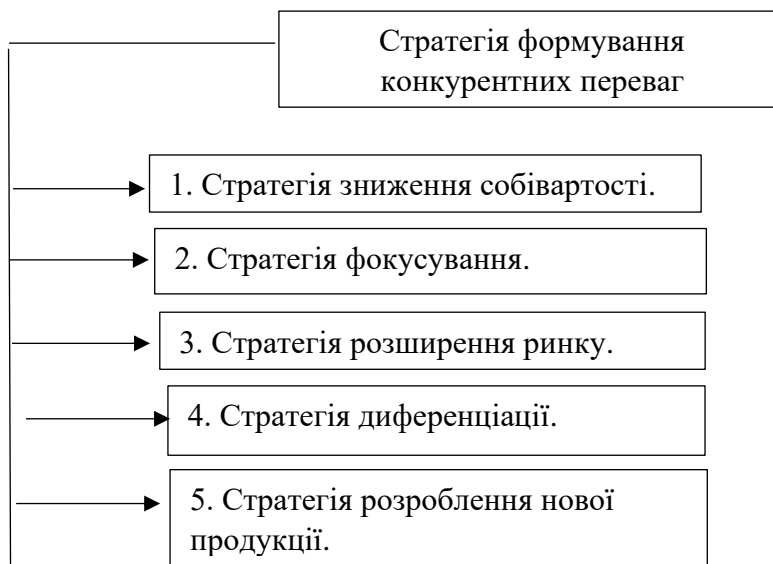 Стратегія формування
конкурентних переваг
1. Стратегія зниження собівартості.
2. Стратегія фокусування.
3. Стратегія розширення ринку.
4. Стратегія диференціації.
5. Стратегія розроблення нової
продукції.